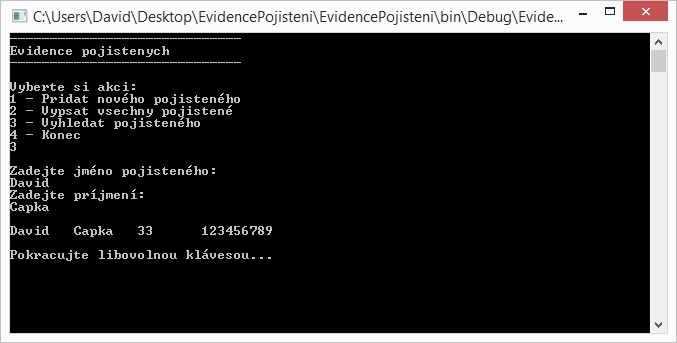 C:\Users\David\Desktop\EvidencePojisteni\EvidencePojisteni\bin\Debug\Evide...
-----------------------------
Evidence pojistenych
-----------------------------
Vyberte si akci:
1 - Pridat nového pojisteného
2 - Vypsat vsechny pojistené
3 - Vyhledat pojisteného
4 - Konec
3
Zadejte jméno pojisteného:
David
Zadejte príjmení:
Capka
David   Capka   33      123456789
Pokracujte libovolnou klávesou...